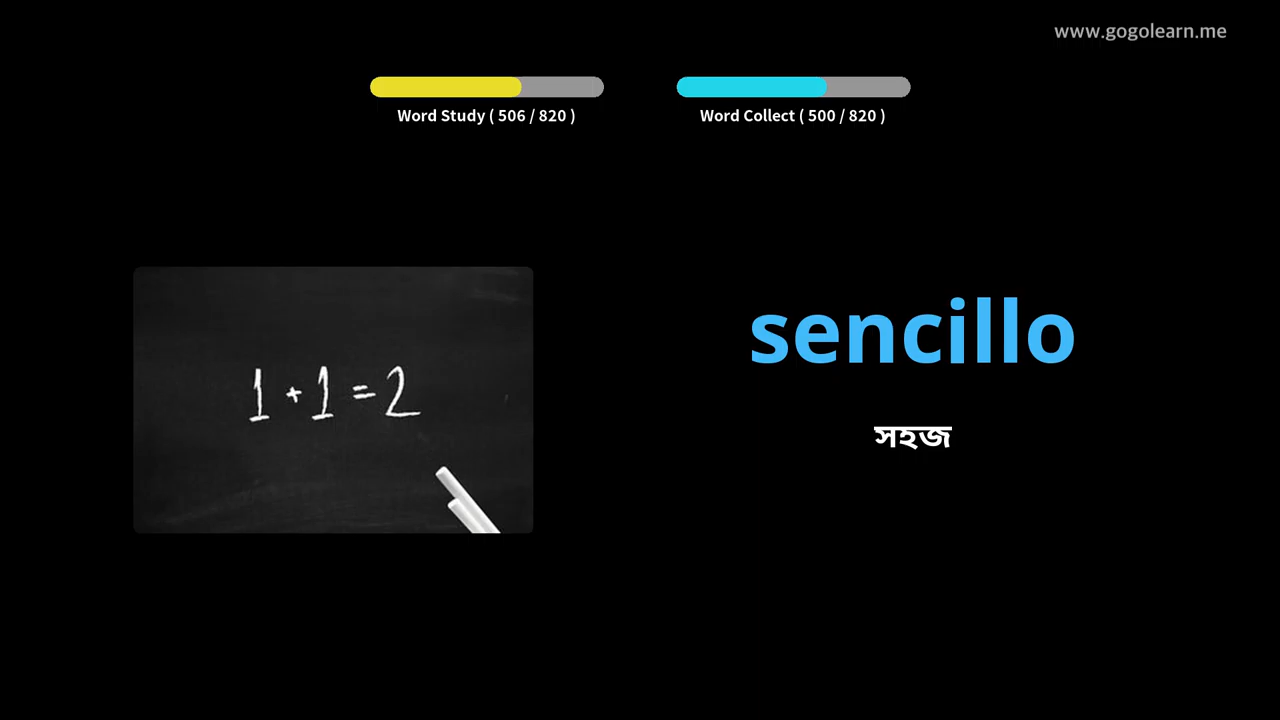 www.gogolearn.me
Word Study ( 506 / 820 )
Word Collect ( 500 / 820 )
1 + 1 = 2
sencillo
সহজ